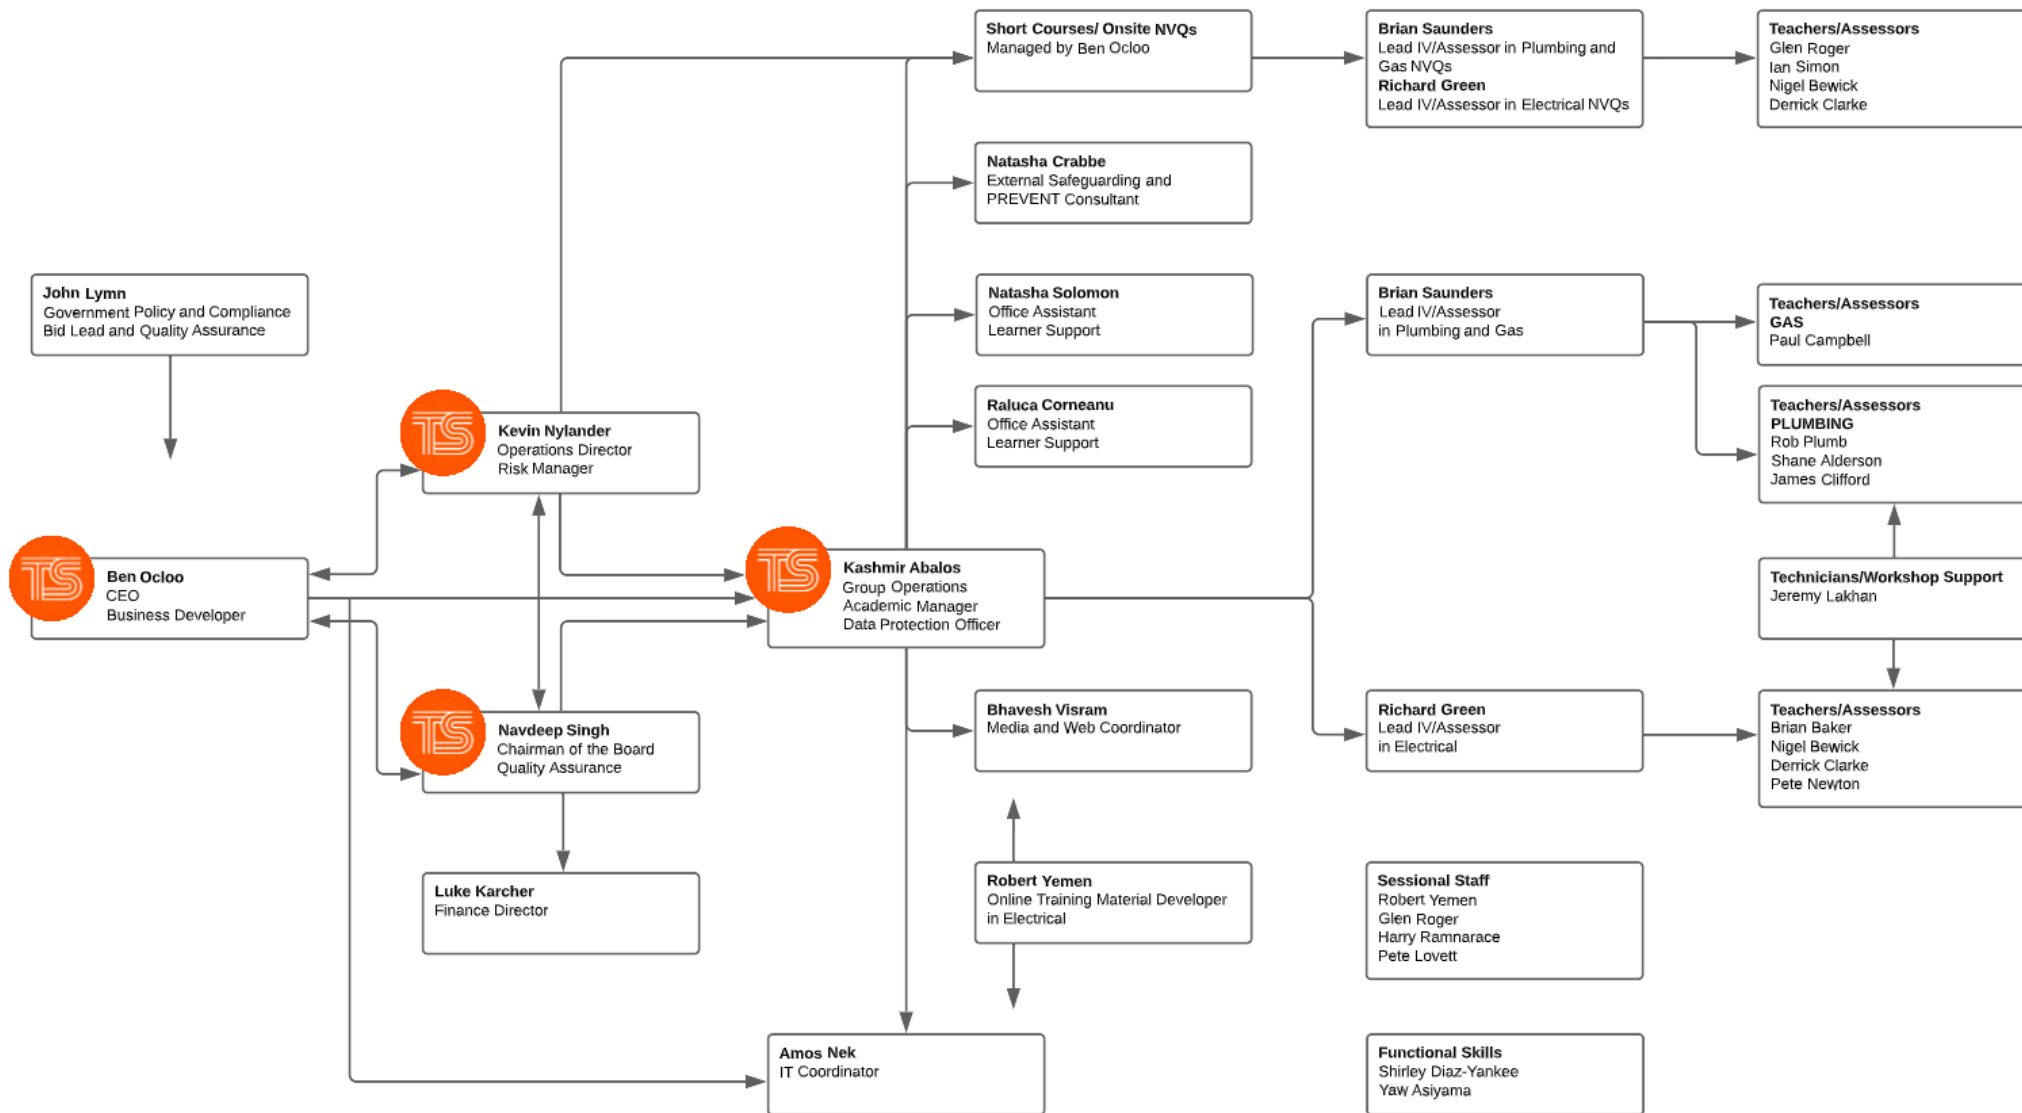 Short Courses/ Onsite NVQs
Managed by Ben Ocloo
Brian Saunders
Lead IV/Assessor in Plumbing and
Gas NVQs
Richard Green
Lead IV/Assessor in Electrical NVQs
Teachers/Assessors
Glen Roger
Ian Simon
Nigel Bewick
Derrick Clarke
Natasha Crabbe
External Safeguarding and
PREVENT Consultant
John Lymn
Government Policy and Compliance
Bid Lead and Quality Assurance
Natasha Solomon
Office Assistant
Learner Support
Brian Saunders
Lead IV/Assessor
in Plumbing and Gas
Teachers/Assessors
GAS
Paul Campbell
TS
Kevin Nylander
Operations Director
Risk Manager
Raluca Corneanu
Office Assistant
Learner Support
Teachers/Assessors
PLUMBING
Rob Plumb
Shane Alderson
James Clifford
TS
Ben Ocloo
CEO
Business Developer
TS
Kashmir Abalos
Group Operations
Academic Manager
Data Protection Officer
Technicians/Workshop Support
Jeremy Lakhan
TS
Navdeep Singh
Chairman of the Board
Quality Assurance
Bhavesh Visram
Media and Web Coordinator
Richard Green
Lead IV/Assessor
in Electrical
Teachers/Assessors
Brian Baker
Nigel Bewick
Derrick Clarke
Pete Newton
Luke Karcher
Finance Director
Robert Yemen
Online Training Material Developer
in Electrical
Sessional Staff
Robert Yemen
Glen Roger
Harry Ramnarace
Pete Lovett
Amos Nek
IT Coordinator
Functional Skills
Shirley Diaz-Yankee
Yaw Asiyama